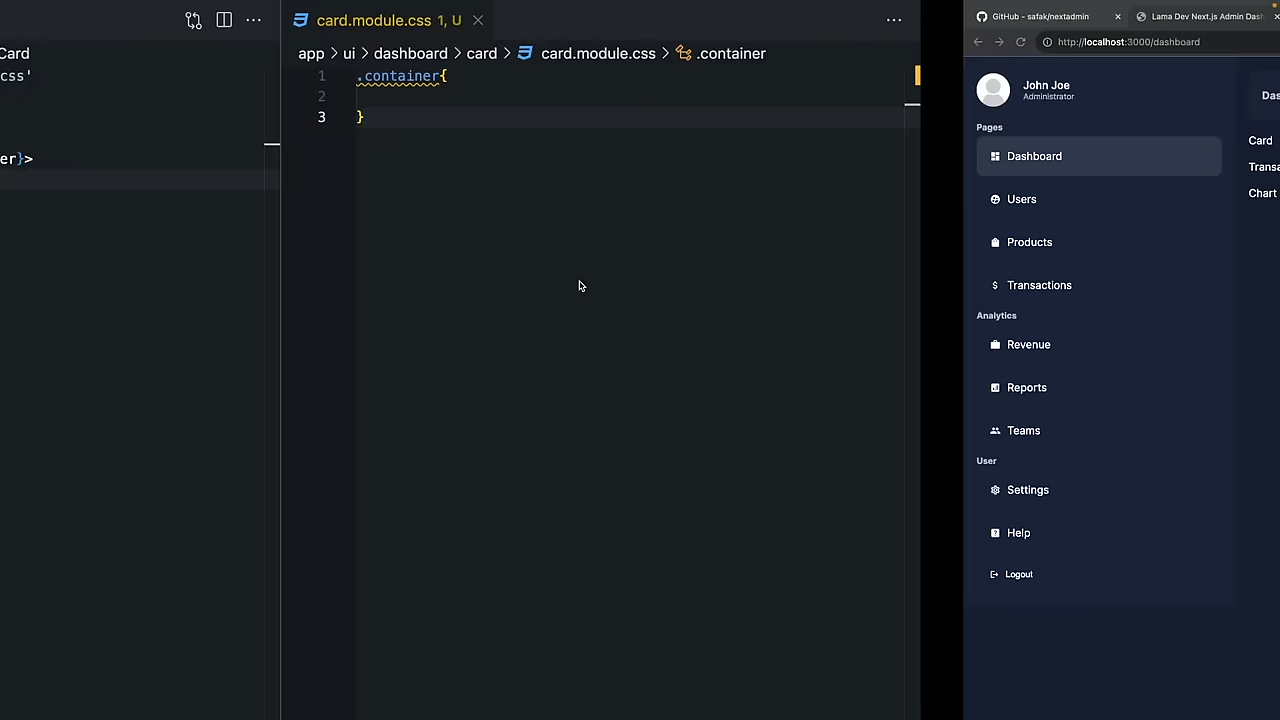 Card
css'
er}>
card.module.css 1, U
app > ui > dashboard > card > card.module.css > .container
1 .container{
2
3 }
GitHub - safak/nextadmin
Lama Dev Next.js Admin Das
http://localhost:3000/dashboard
John Joe
Administrator
Pages
Dashboard
Users
Products
Transactions
Analytics
Revenue
Reports
Teams
User
Settings
Help
Logout
Das
Card
Transa
Chart